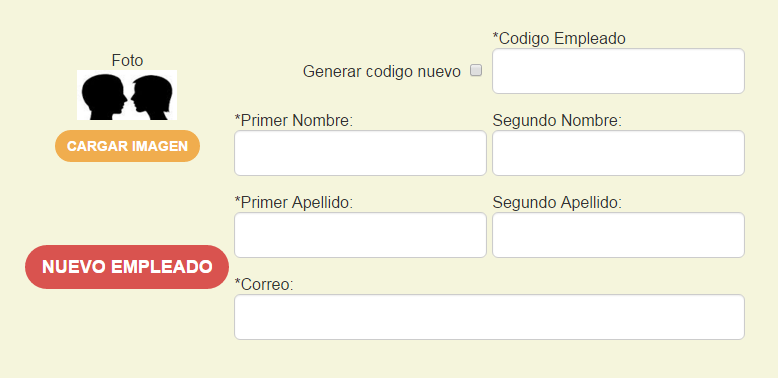 *Codigo Empleado
Foto
Generar codigo nuevo
CARGAR IMAGEN
*Primer Nombre:
Segundo Nombre:
*Primer Apellido:
Segundo Apellido:
NUEVO EMPLEADO
*Correo: